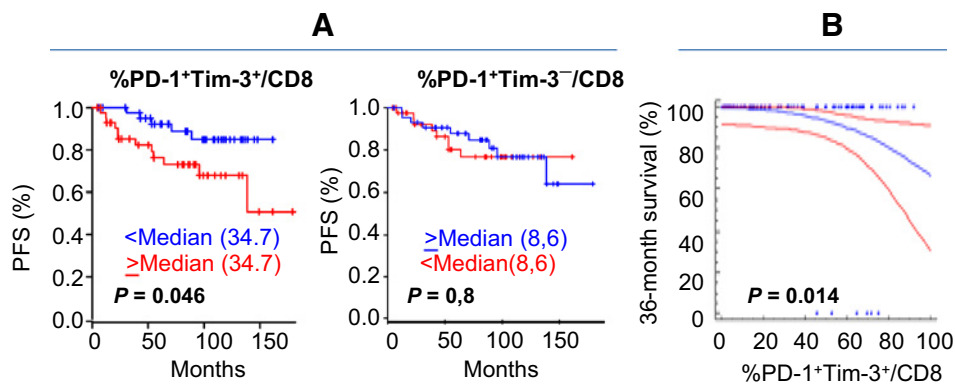 A
%PD-1⁺Tim-3⁺/CD8
PFS (%)
1.0
0.8
0.6
0.4
0.2
0.0
<Median (34.7)
≥Median (34.7)
P = 0.046
0 50 100 150
Months
%PD-1⁺Tim-3⁻/CD8
PFS (%)
1.0
0.8
0.6
0.4
0.2
0.0
≥Median (8,6)
<Median(8,6)
P = 0,8
0 50 100 150
Months
B
36-month survival (%)
100
80
60
40
20
0
P = 0.014
0 20 40 60 80 100
%PD-1⁺Tim-3⁺/CD8